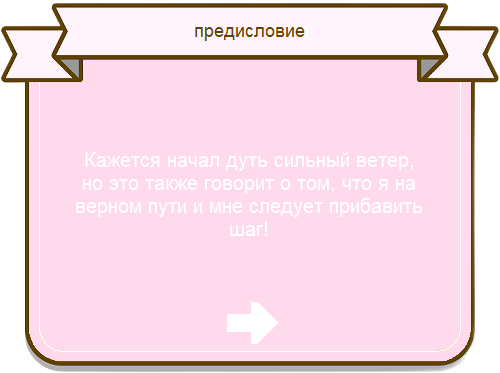 предисловие
Кажется начал дуть сильный ветер,
но это также говорит о том, что я на
верном пути и мне следует прибавить
шаг!